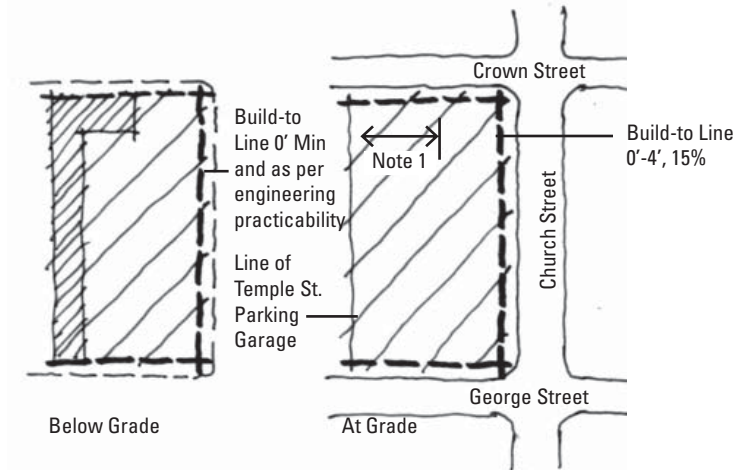 Crown Street
Build-to
Line 0' Min
and as per
engineering
practicability
Note 1
Build-to Line
0'-4', 15%
Church Street
Line of
Temple St.
Parking
Garage
George Street
Below Grade
At Grade